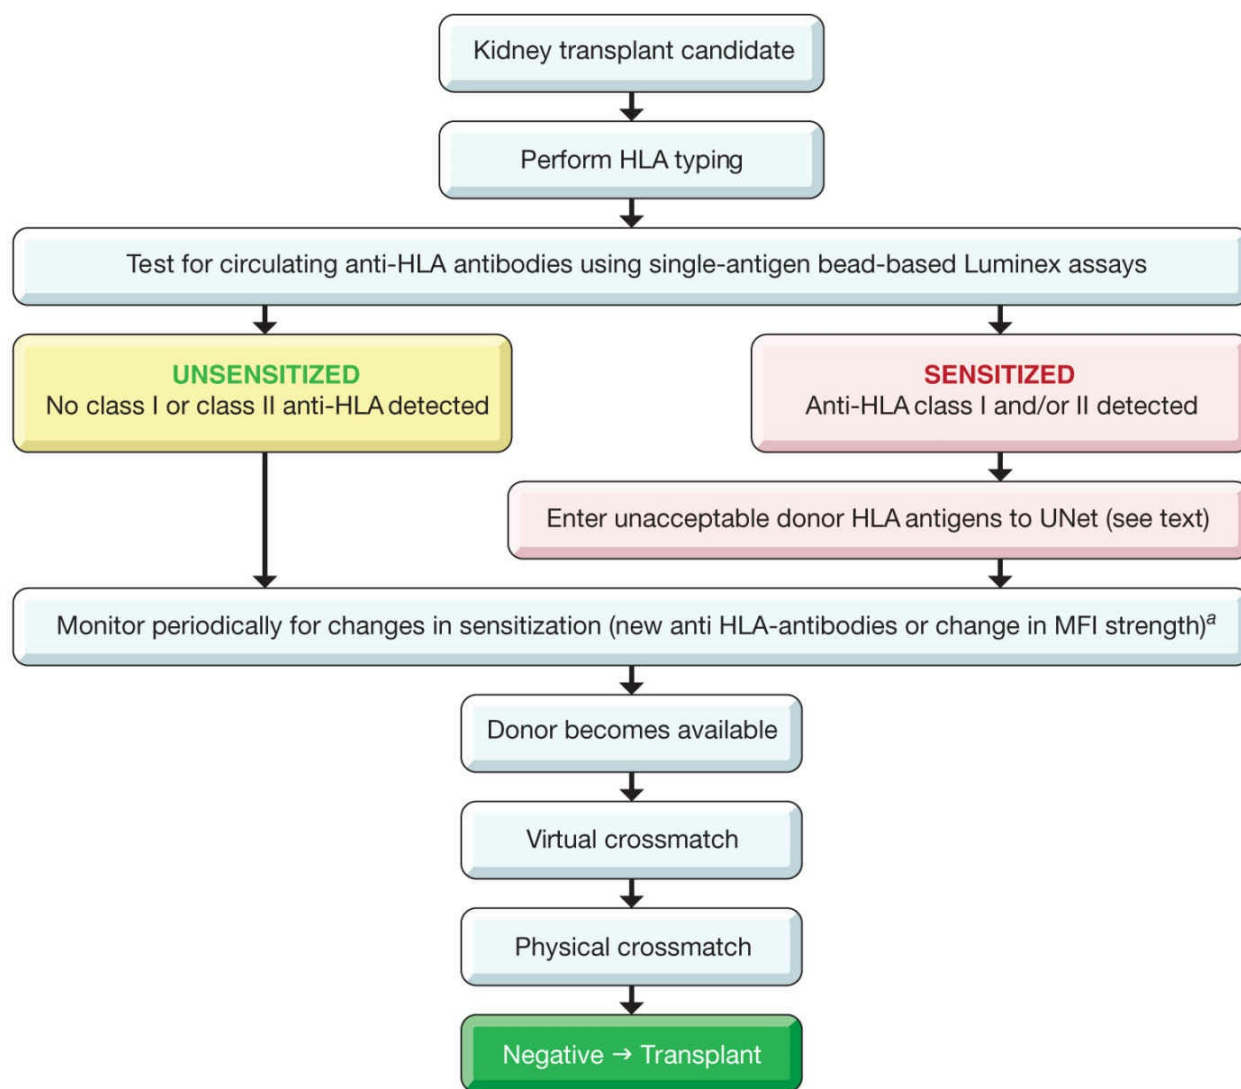 Kidney transplant candidate
Perform HLA typing
Test for circulating anti-HLA antibodies using single-antigen bead-based Luminex assays
UNSENSITIZED
No class I or class II anti-HLA detected
SENSITIZED
Anti-HLA class I and/or II detected
Enter unacceptable donor HLA antigens to UNet (see text)
Monitor periodically for changes in sensitization (new anti HLA-antibodies or change in MFI strength)a
Donor becomes available
Virtual crossmatch
Physical crossmatch
Negative → Transplant